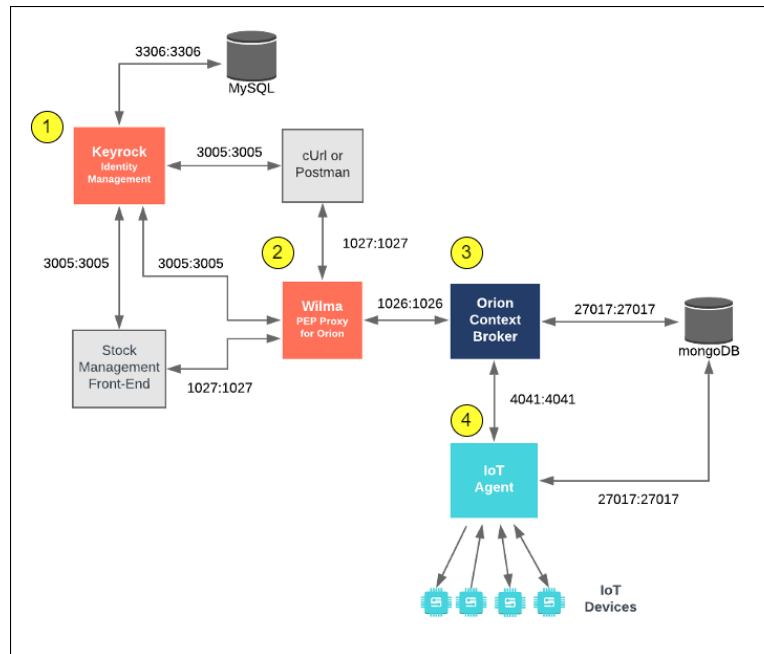 3306:3306
MySQL
1
Keyrock
Identity
Management
3005:3005
cUrl or
Postman
3005:3005
3005:3005
2
1027:1027
3
Wilma
PEP Proxy
for Orion
1026:1026
Orion
Context
Broker
27017:27017
mongoDB
Stock
Management
Front-End
1027:1027
4041:4041
4
IoT
Agent
27017:27017
IoT
Devices